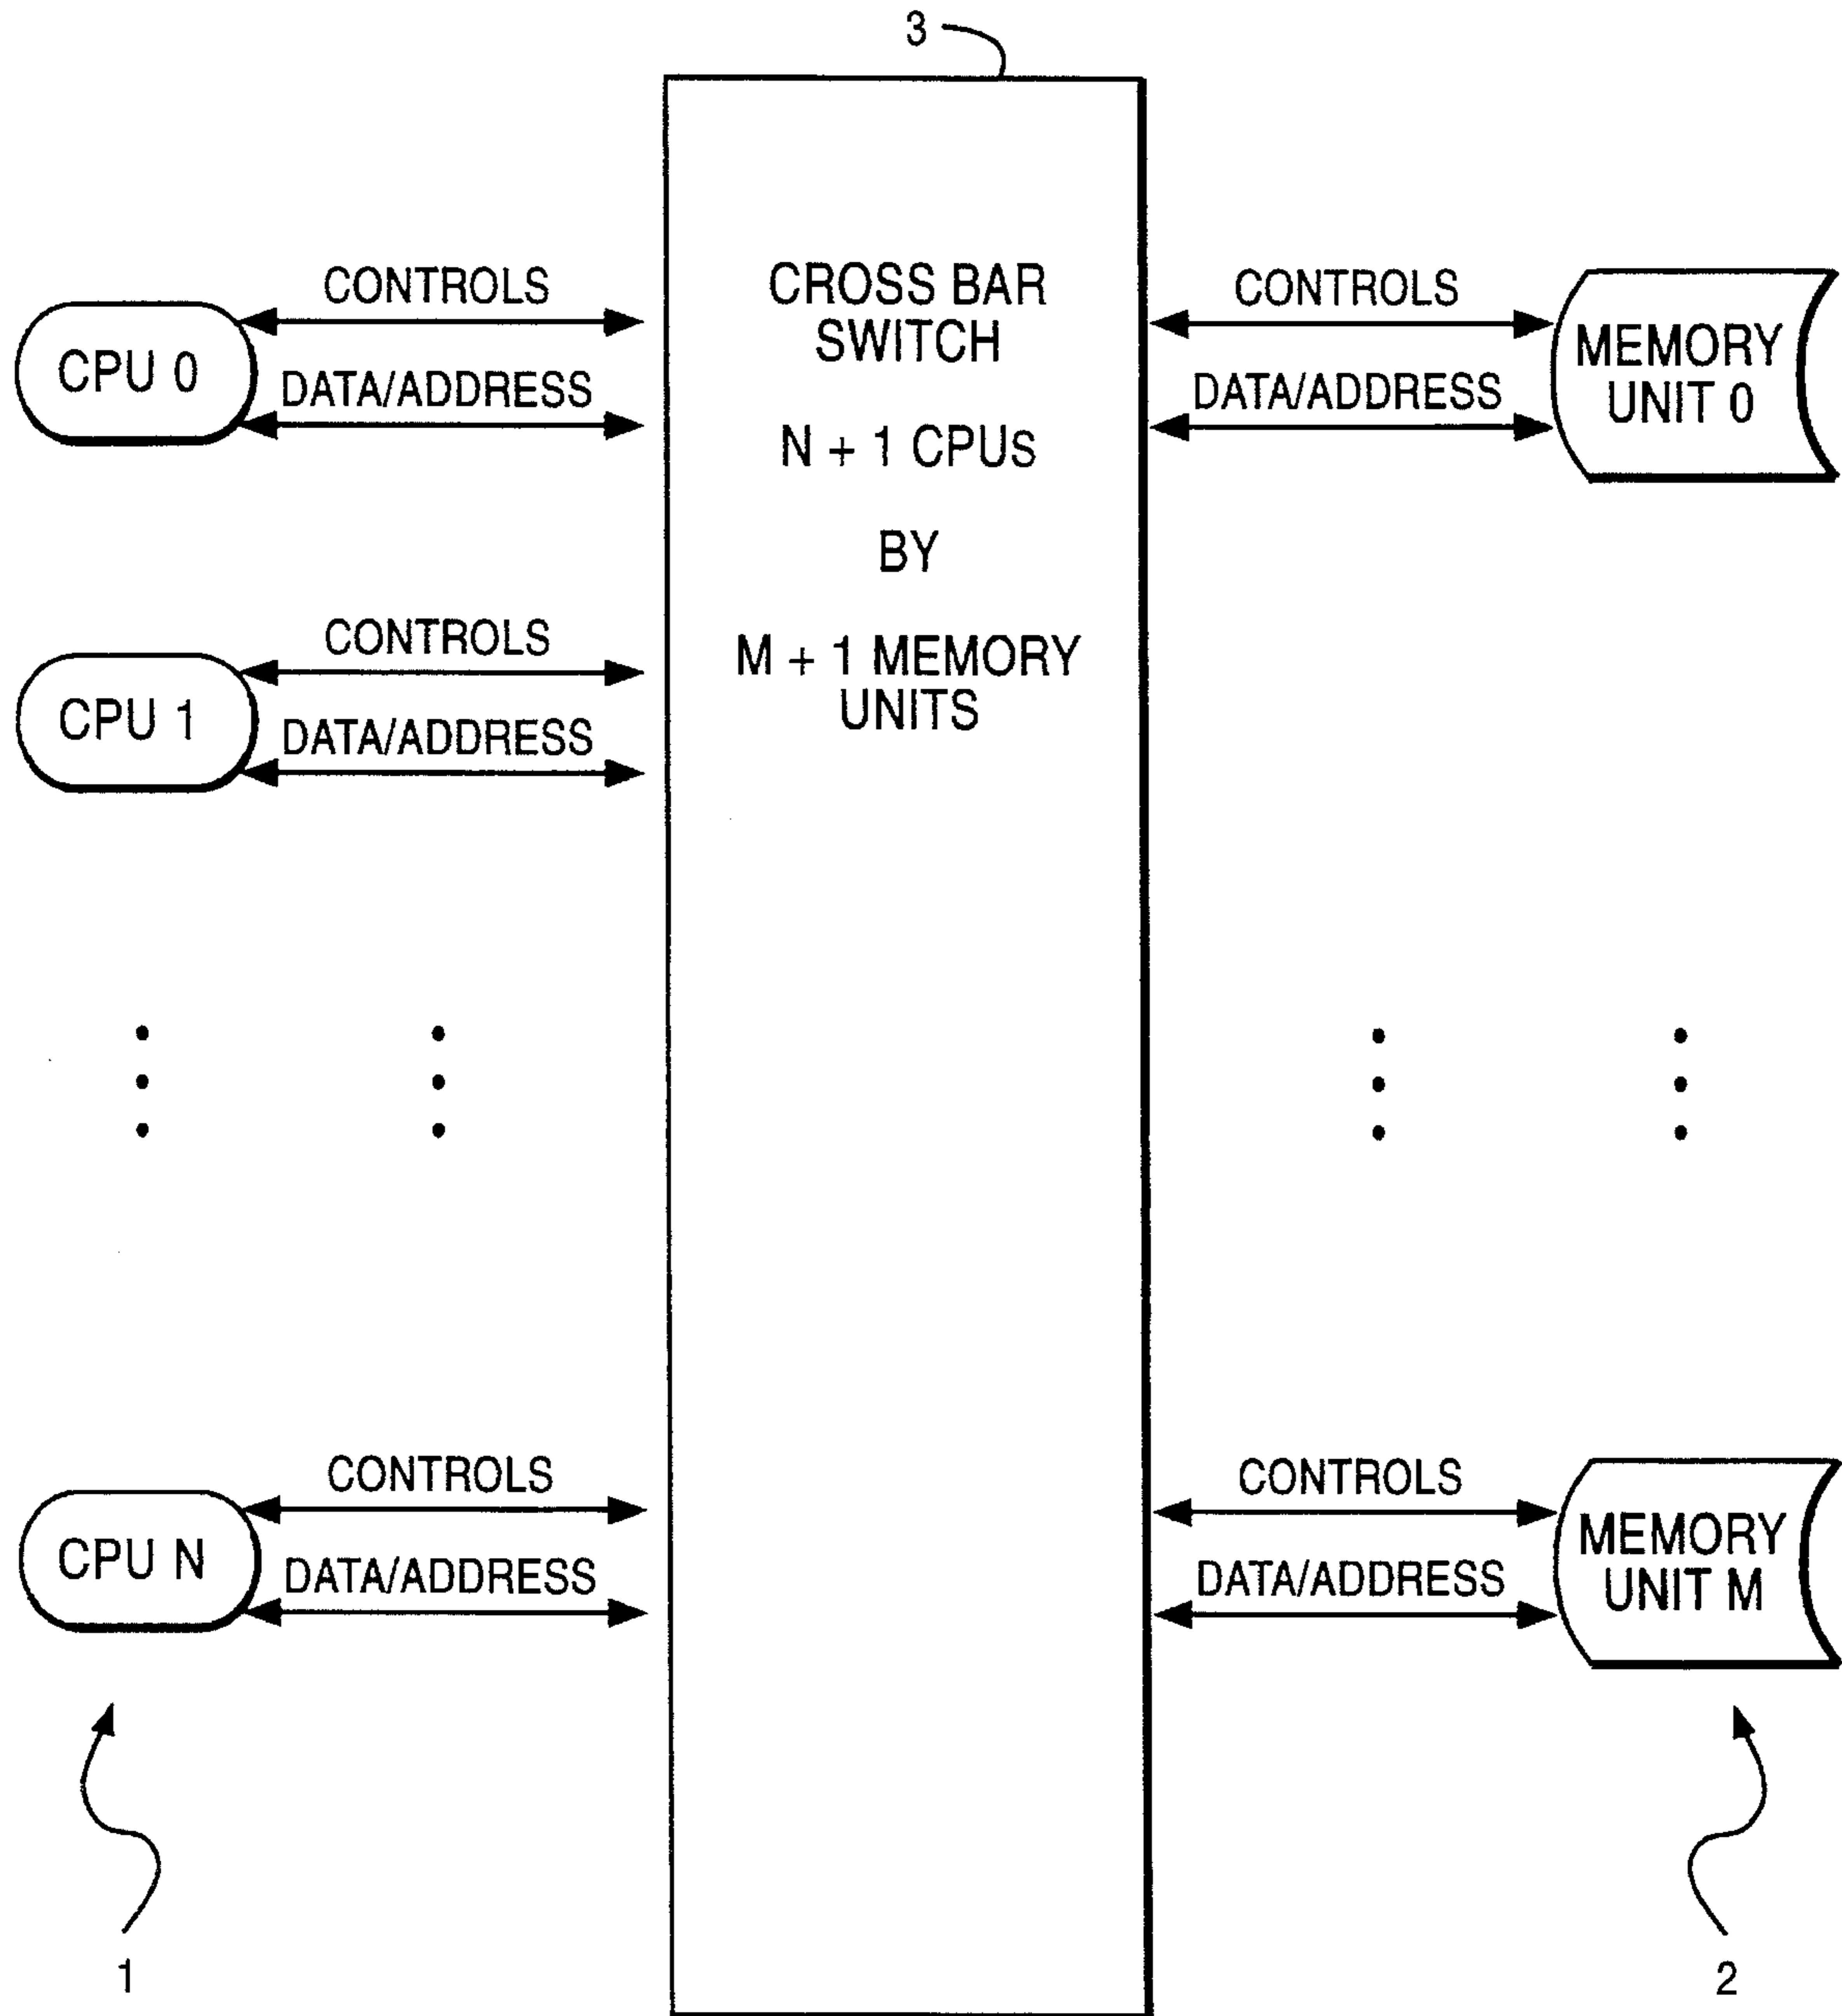 3
CONTROLS
CPU 0
DATA/ADDRESS
CROSS BAR
SWITCH
N + 1 CPUs
BY
M + 1 MEMORY
UNITS
CONTROLS
DATA/ADDRESS
MEMORY
UNIT 0
CONTROLS
CPU 1
DATA/ADDRESS
CONTROLS
CPU N
DATA/ADDRESS
CONTROLS
DATA/ADDRESS
MEMORY
UNIT M
1
2